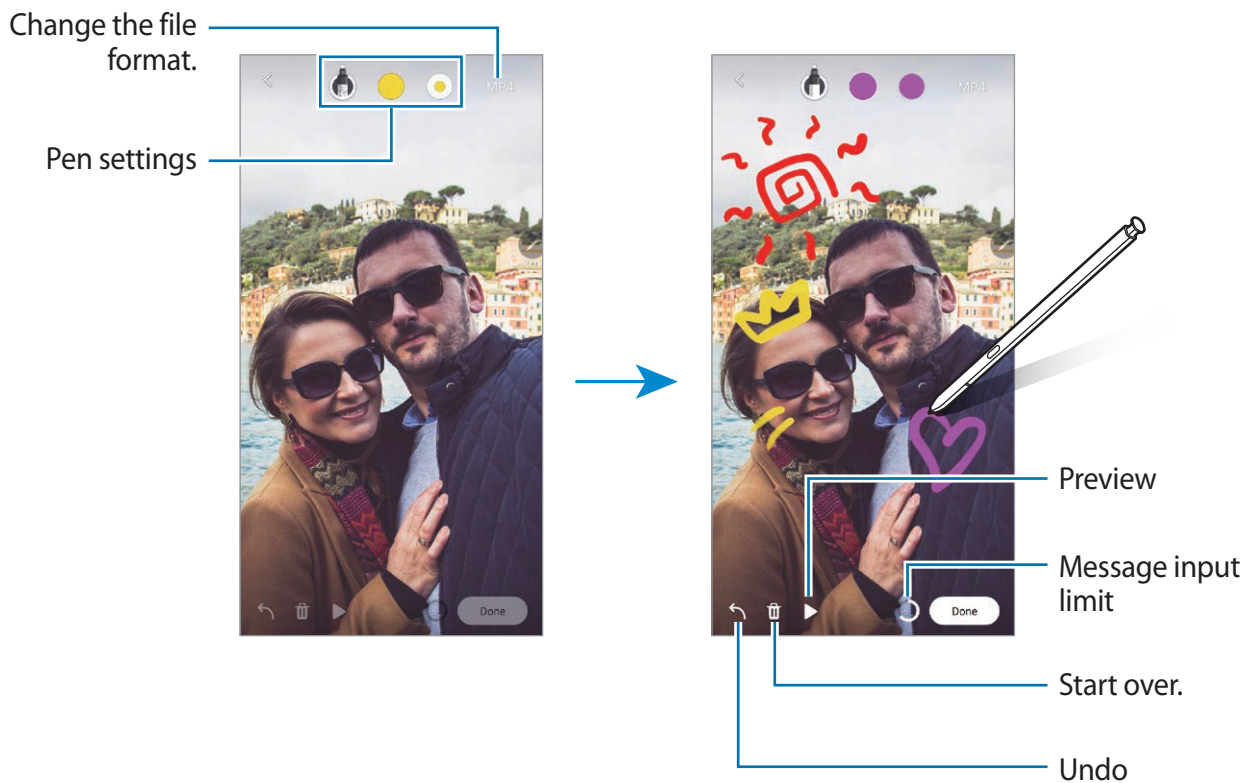 Change the file
format.
MP4
Pen settings
Done
MP4
Preview
Message input
limit
Done
Start over.
Undo